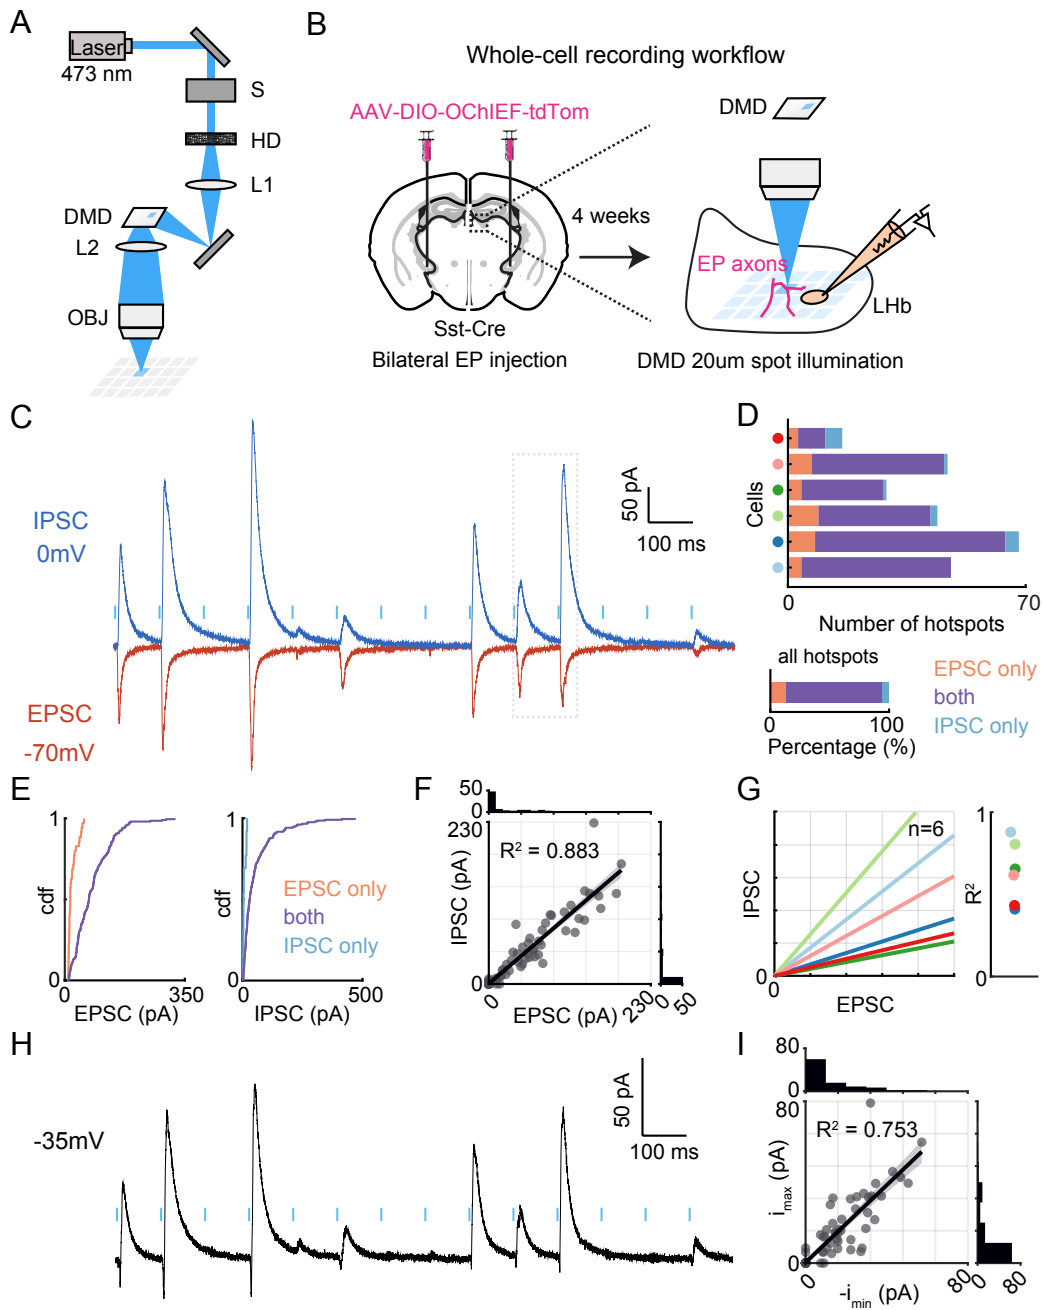 A
Laser
473 nm
S
HD
L1
DMD
L2
OBJ
B
Whole-cell recording workflow
AAV-DIO-OChIEF-tdTom
DMD
4 weeks
EP axons
LHb
Sst-Cre
Bilateral EP injection
DMD 20um spot illumination
C
IPSC
0mV
50 pA
100 ms
EPSC
-70mV
D
Cells
0
70
Number of hotspots
all hotspots
0
100
Percentage (%)
EPSC only
both
IPSC only
E
1
cdf
0
0
350
EPSC (pA)
1
cdf
0
0
500
IPSC (pA)
EPSC only
both
IPSC only
F
50
0
230
R² = 0.883
IPSC (pA)
0
0
230
EPSC (pA)
0
50
G
n=6
IPSC
0
0
EPSC
1
R²
0
H
-35mV
50 pA
100 ms
I
80
0
80
R² = 0.753
imax (pA)
0
0
80
-imin (pA)
0
80